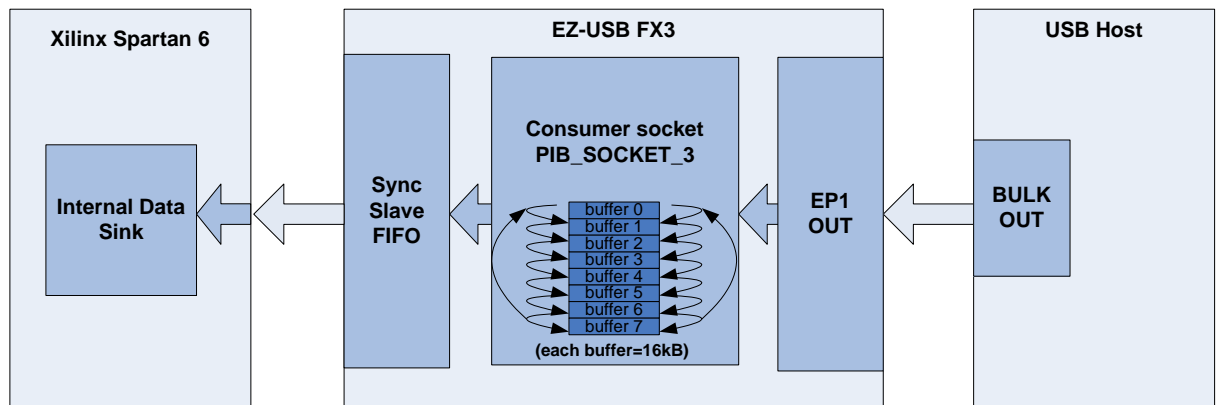 Xilinx Spartan 6
EZ-USB FX3
USB Host
Internal Data
Sink
Sync
Slave
FIFO
Consumer socket
PIB_SOCKET_3
buffer 0
buffer 1
buffer 2
buffer 3
buffer 4
buffer 5
buffer 6
buffer 7
(each buffer=16kB)
EP1
OUT
BULK
OUT